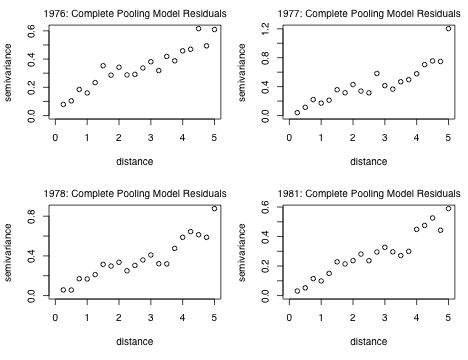 1976: Complete Pooling Model Residuals
semivariance
0.0 0.2 0.4 0.6
0 1 2 3 4 5
distance
1977: Complete Pooling Model Residuals
semivariance
0.0 0.4 0.8 1.2
0 1 2 3 4 5
distance
1978: Complete Pooling Model Residuals
semivariance
0.0 0.4 0.8
0 1 2 3 4 5
distance
1981: Complete Pooling Model Residuals
semivariance
0.0 0.2 0.4 0.6
0 1 2 3 4 5
distance